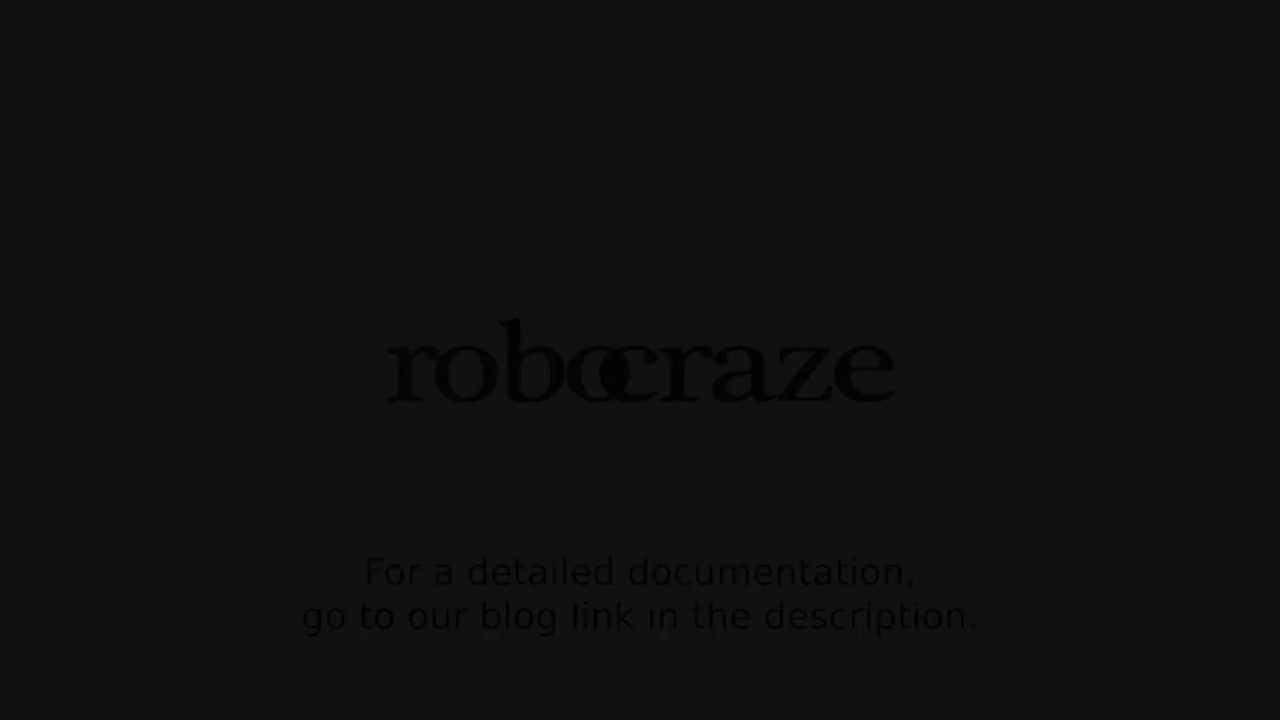 robocraze
For a detailed documentation,
go to our blog link in the description.